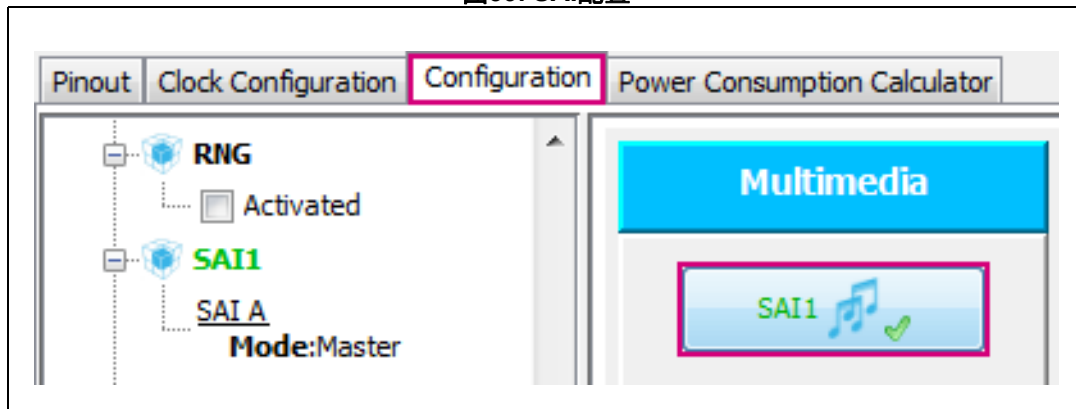 Pinout Clock Configuration Configuration Power Consumption Calculator
RNG
Activated
SAI1
SAI A
Mode:Master
Multimedia
SAI1